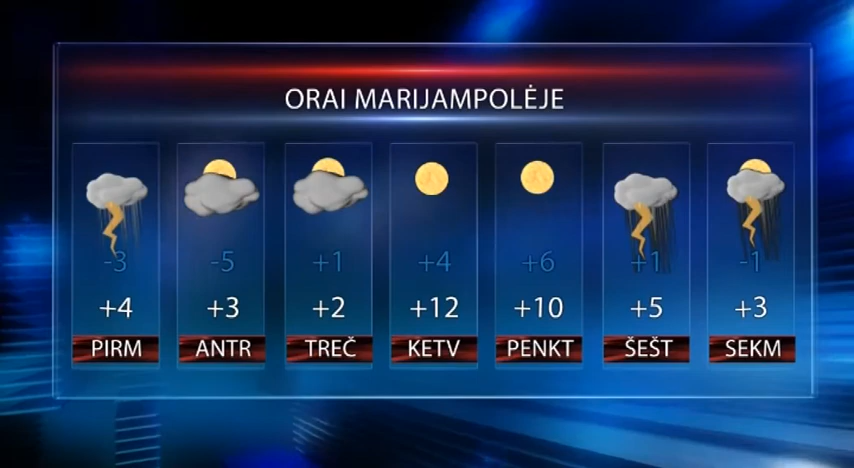 ORAI MARIJAMPOLĖJE
-3 -5 +1 +4 +6 +1 -1
+4 +3 +2 +12 +10 +5 +3
PIRM ANTR TREČ KETV PENKT ŠEŠT SEKM